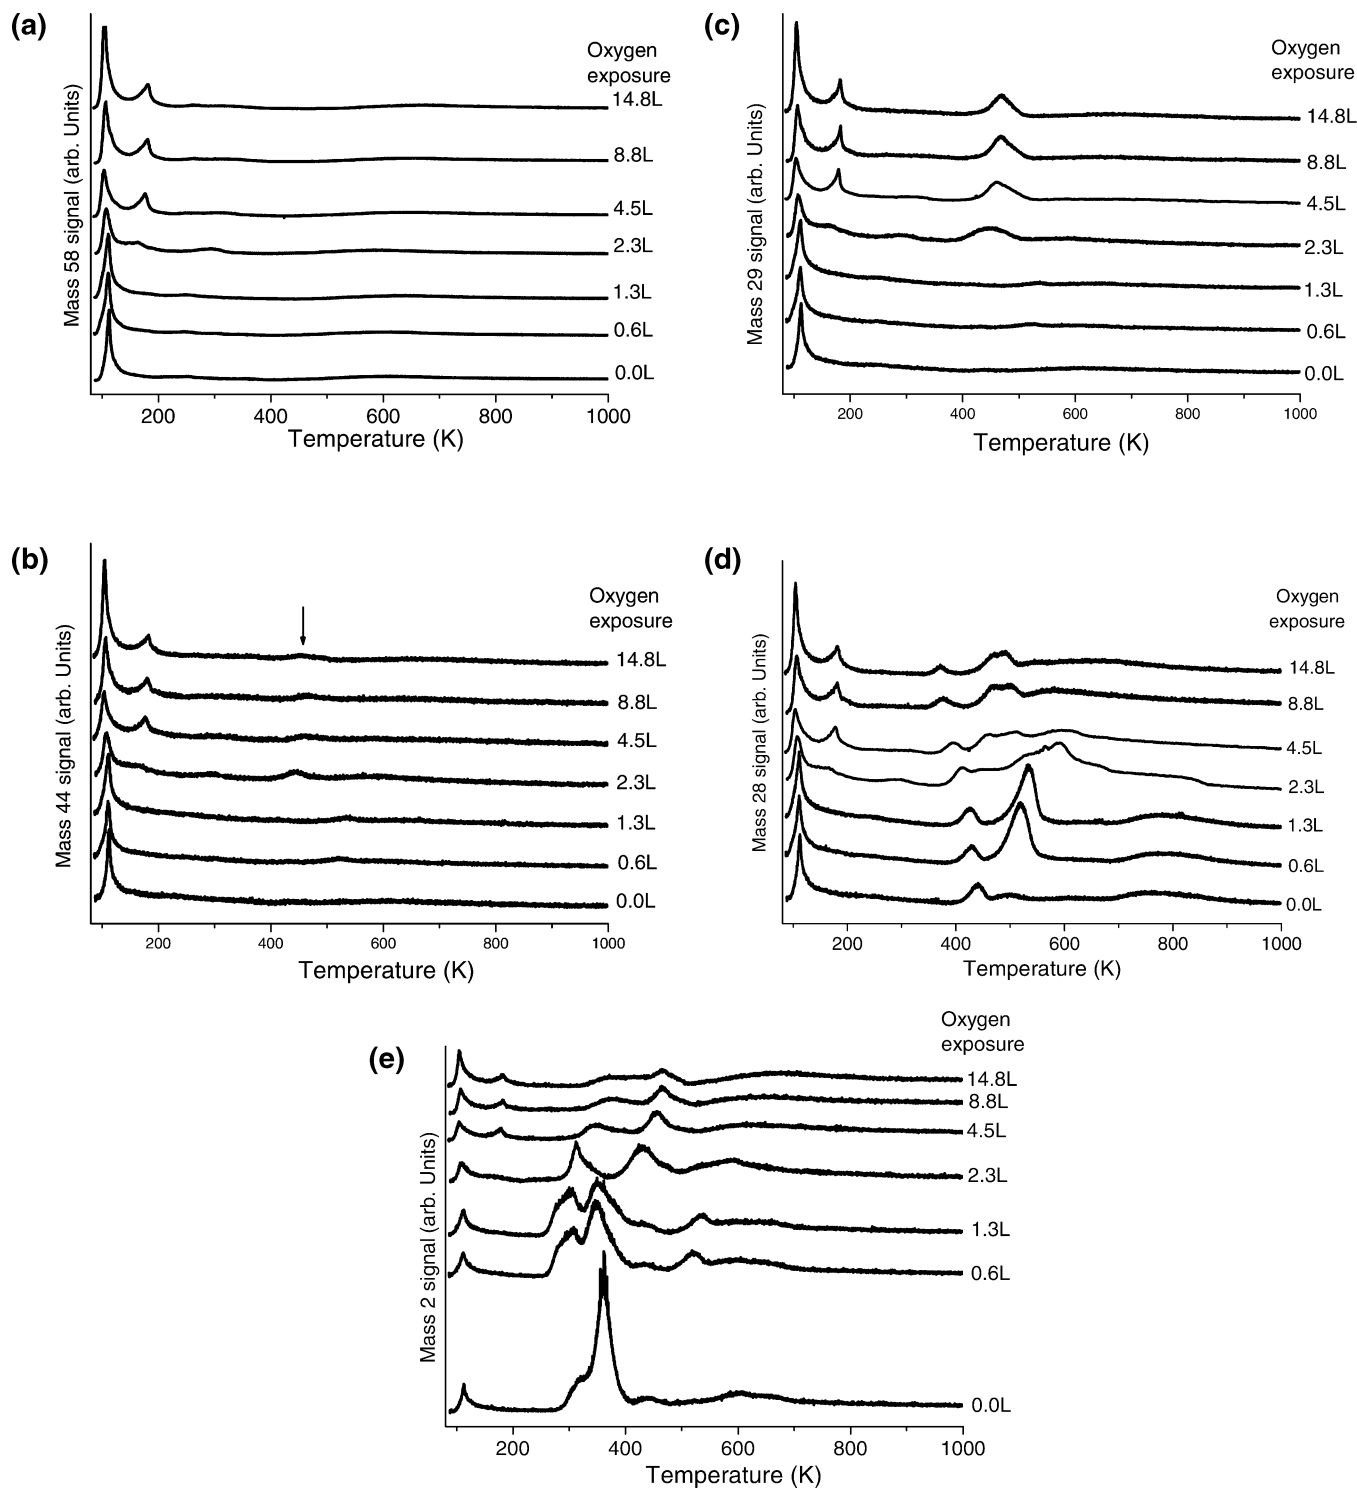 (a)
Oxygen
exposure
14.8L
8.8L
4.5L
2.3L
1.3L
0.6L
0.0L
Mass 58 signal (arb. Units)
200 400 600 800 1000
Temperature (K)
(c)
Oxygen
exposure
14.8L
8.8L
4.5L
2.3L
1.3L
0.6L
0.0L
Mass 29 signal (arb. Units)
200 400 600 800 1000
Temperature (K)
(b)
Oxygen
exposure
14.8L
8.8L
4.5L
2.3L
1.3L
0.6L
0.0L
Mass 44 signal (arb. Units)
200 400 600 800 1000
Temperature (K)
(d)
Oxygen
exposure
14.8L
8.8L
4.5L
2.3L
1.3L
0.6L
0.0L
Mass 28 signal (arb. Units)
200 400 600 800 1000
Temperature (K)
(e)
Oxygen
exposure
14.8L
8.8L
4.5L
2.3L
1.3L
0.6L
0.0L
Mass 2 signal (arb. Units)
200 400 600 800 1000
Temperature (K)